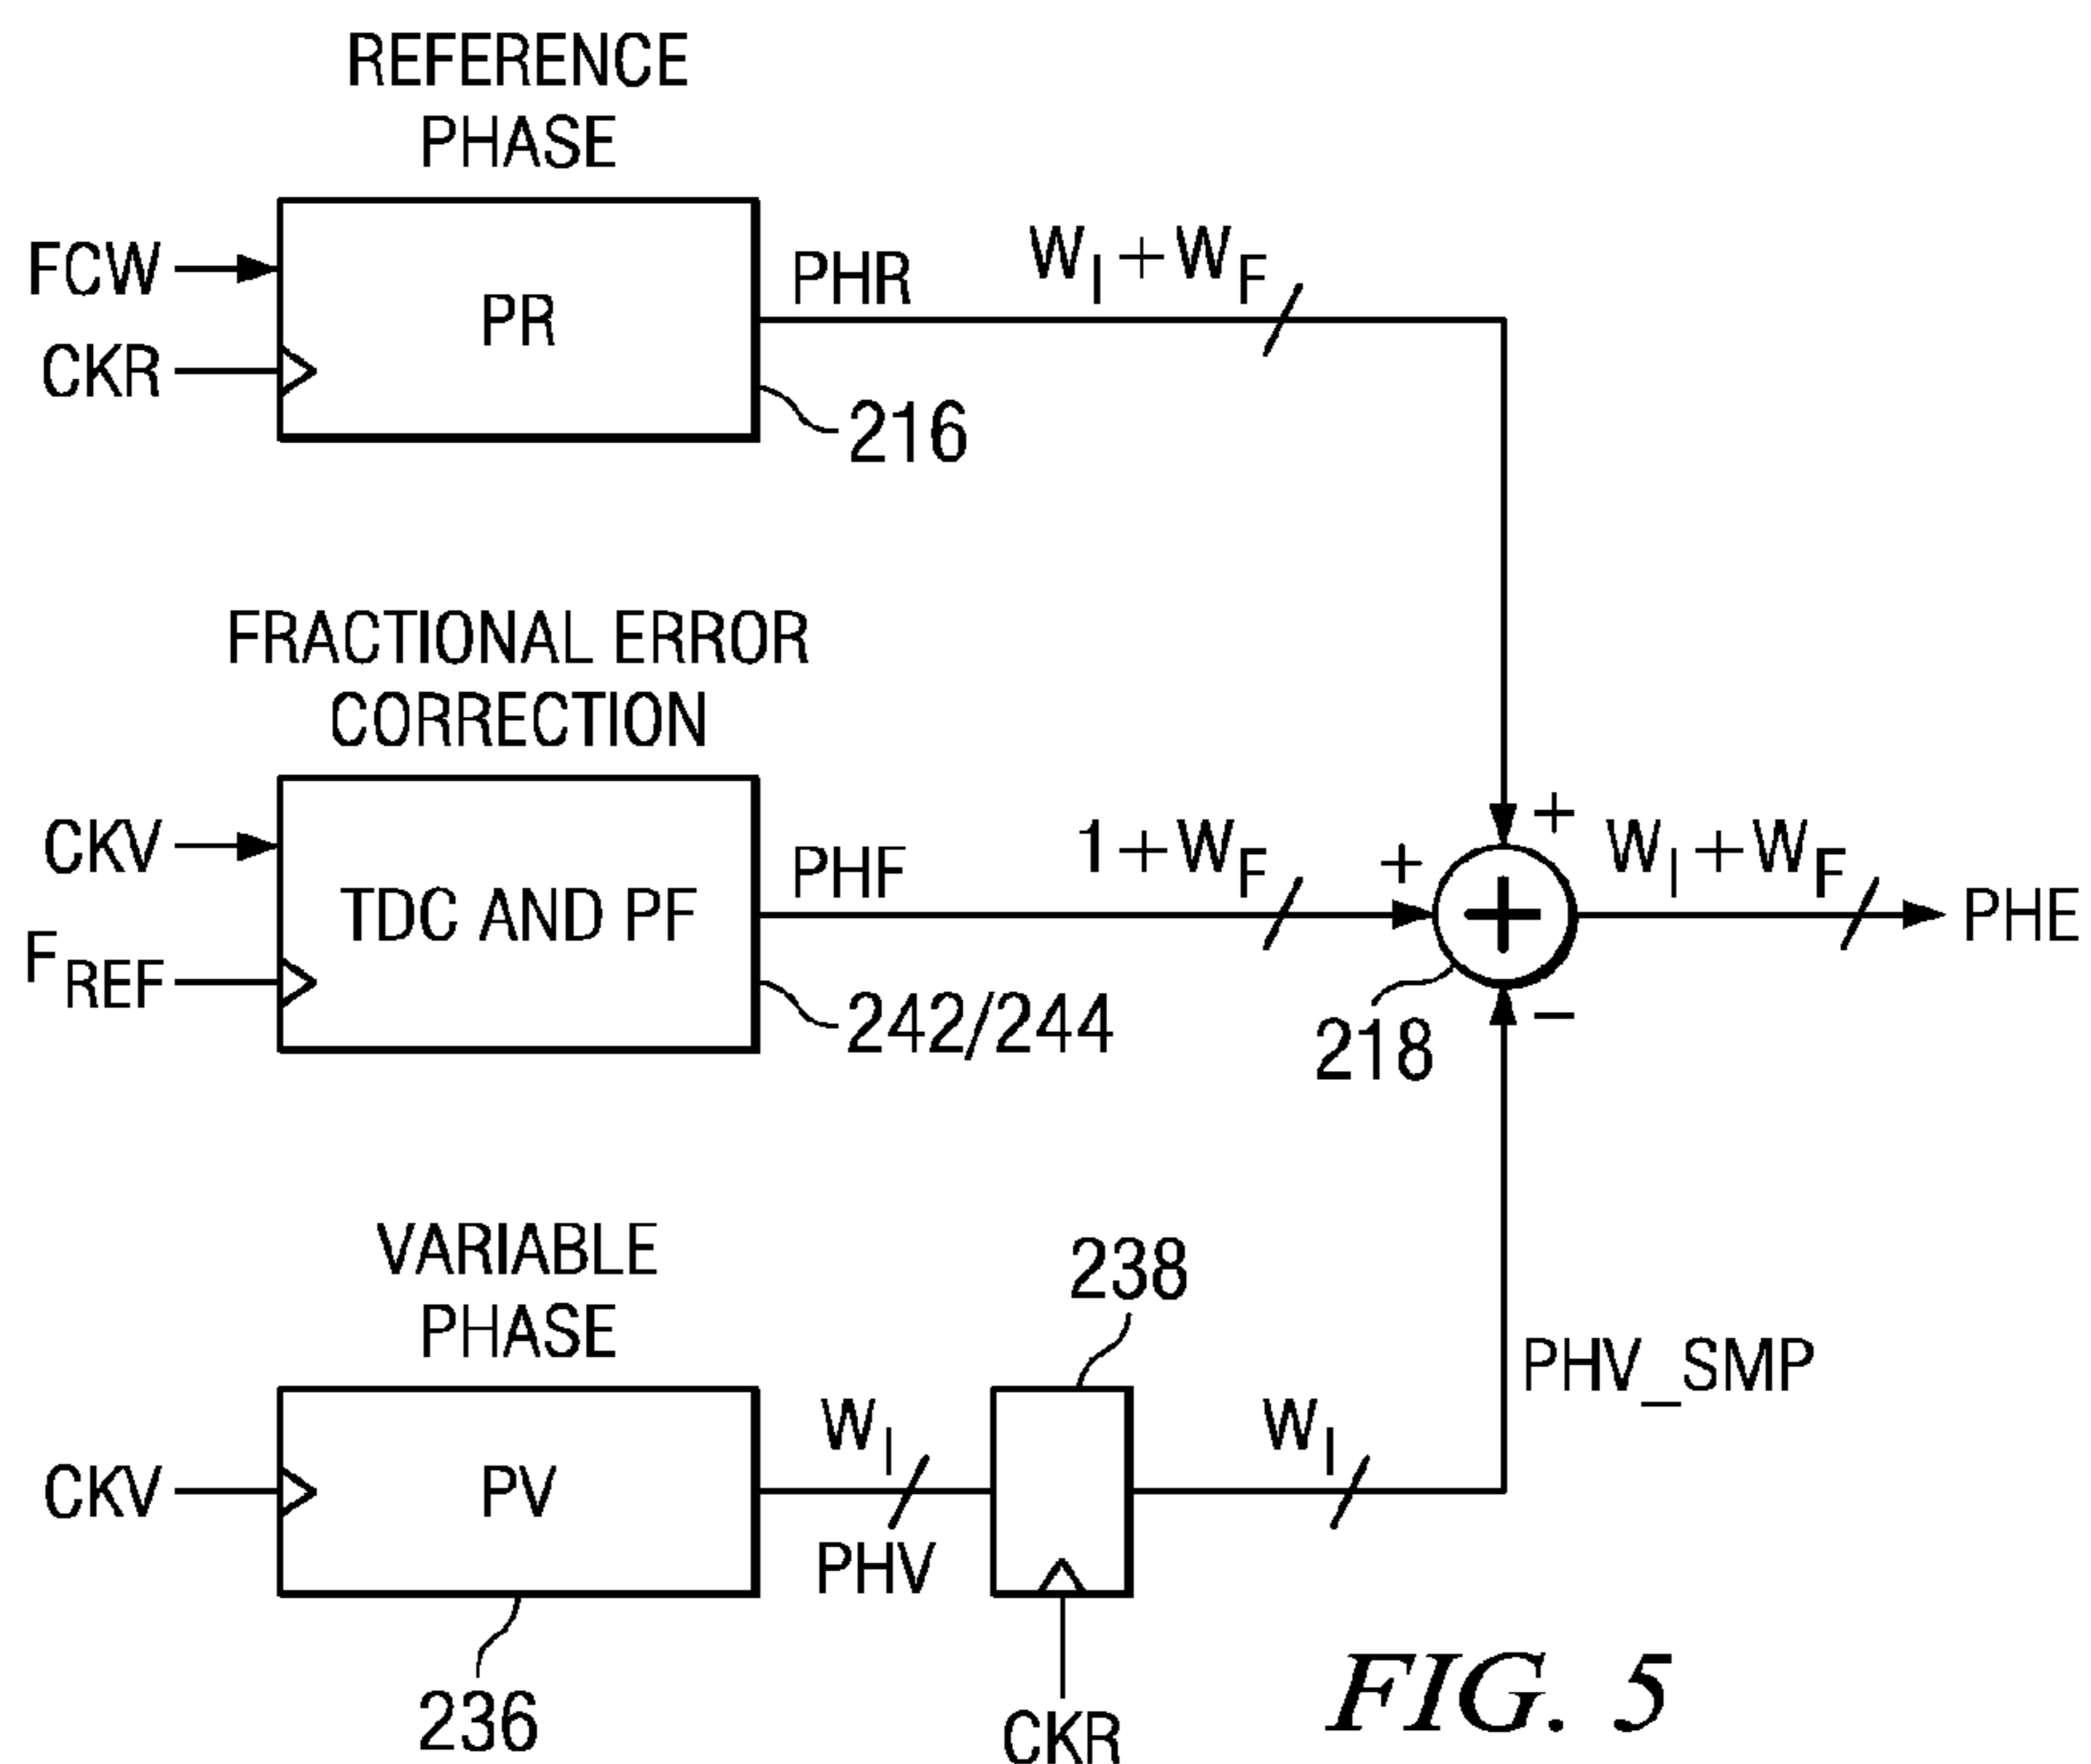 REFERENCE
PHASE
FCW
CKR
PR
PHR
W_I+W_F
216
FRACTIONAL ERROR
CORRECTION
CKV
F_REF
TDC AND PF
PHF
1+W_F
242/244
+
+
+
−
218
W_I+W_F
PHE
VARIABLE
PHASE
CKV
PV
236
W_I
PHV
238
CKR
W_I
PHV_SMP
FIG. 5